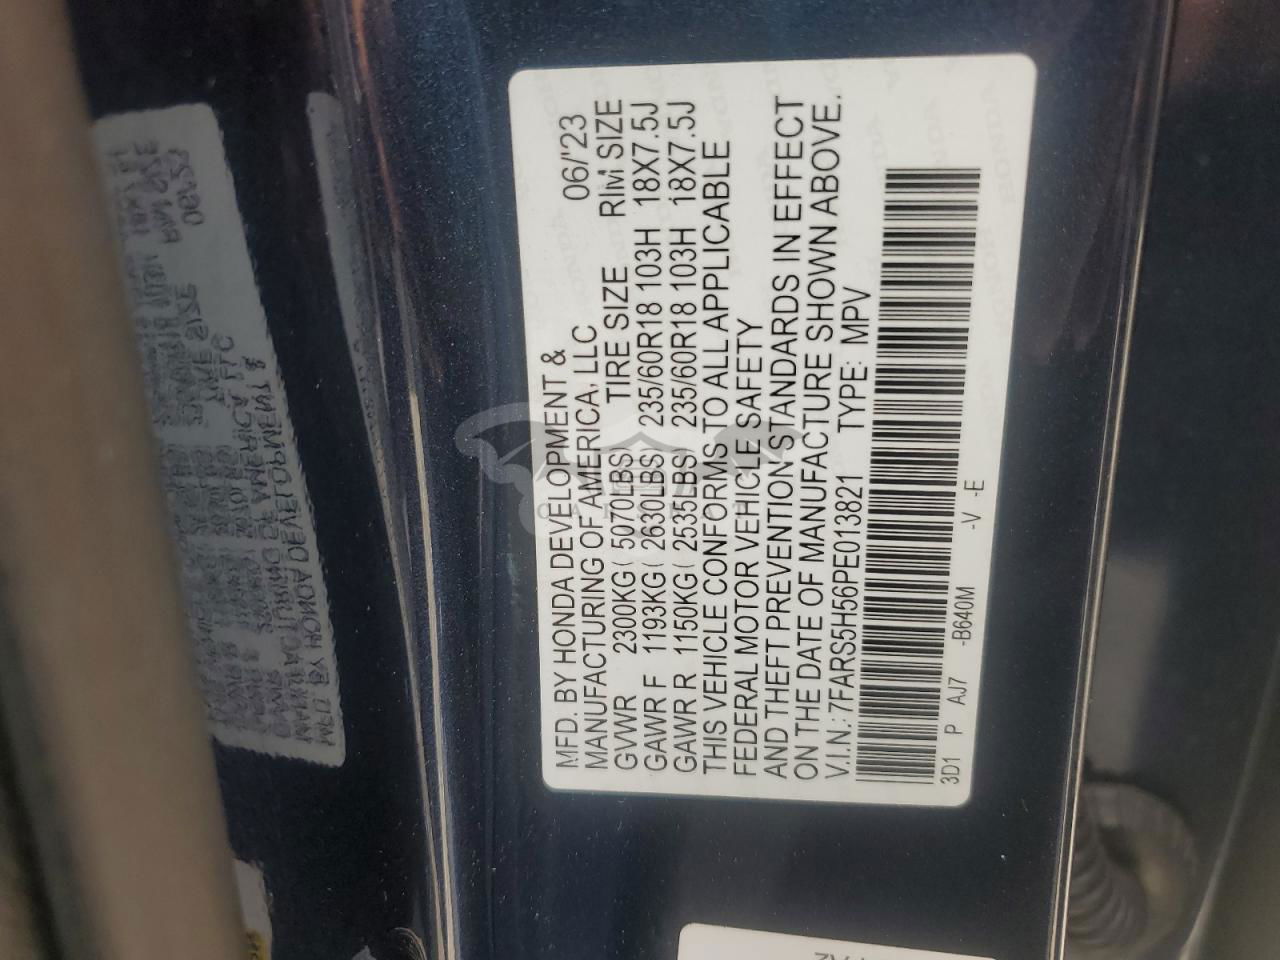 MFD. BY HONDA DEVELOPMENT &
MANUFACTURING OF AMERICA, LLC 06/'23
GVWR 2300KG( 5070LBS) TIRE SIZE RIM SIZE
GAWR F 1193KG( 2630LBS) 235/60R18 103H 18X7.5J
GAWR R 1150KG( 2535LBS) 235/60R18 103H 18X7.5J
THIS VEHICLE CONFORMS TO ALL APPLICABLE
FEDERAL MOTOR VEHICLE SAFETY
AND THEFT PREVENTION STANDARDS IN EFFECT
ON THE DATE OF MANUFACTURE SHOWN ABOVE.
V.I.N.: 7FARS5H56PE013821 TYPE: MPV
3D1 P AJ7 -B640M -V -E